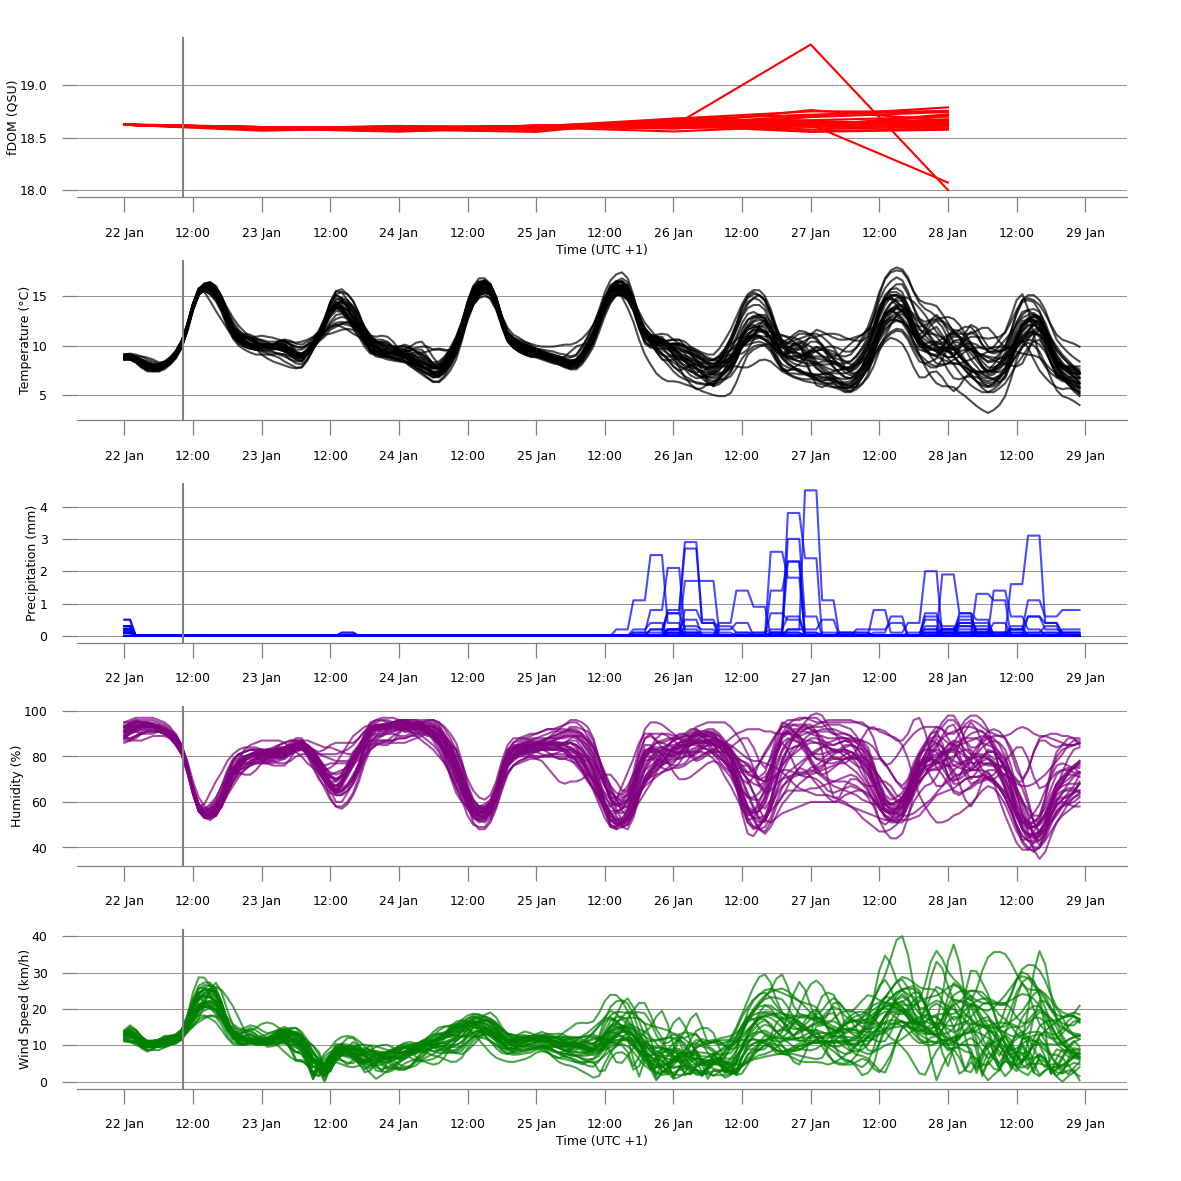 fDOM (QSU)
19.0
18.5
18.0
22 Jan 12:00 23 Jan 12:00 24 Jan 12:00 25 Jan 12:00 26 Jan 12:00 27 Jan 12:00 28 Jan 12:00 29 Jan
Time (UTC +1)
Temperature (°C)
15
10
5
22 Jan 12:00 23 Jan 12:00 24 Jan 12:00 25 Jan 12:00 26 Jan 12:00 27 Jan 12:00 28 Jan 12:00 29 Jan
Precipitation (mm)
4
3
2
1
0
22 Jan 12:00 23 Jan 12:00 24 Jan 12:00 25 Jan 12:00 26 Jan 12:00 27 Jan 12:00 28 Jan 12:00 29 Jan
Humidity (%)
100
80
60
40
22 Jan 12:00 23 Jan 12:00 24 Jan 12:00 25 Jan 12:00 26 Jan 12:00 27 Jan 12:00 28 Jan 12:00 29 Jan
Wind Speed (km/h)
40
30
20
10
0
22 Jan 12:00 23 Jan 12:00 24 Jan 12:00 25 Jan 12:00 26 Jan 12:00 27 Jan 12:00 28 Jan 12:00 29 Jan
Time (UTC +1)